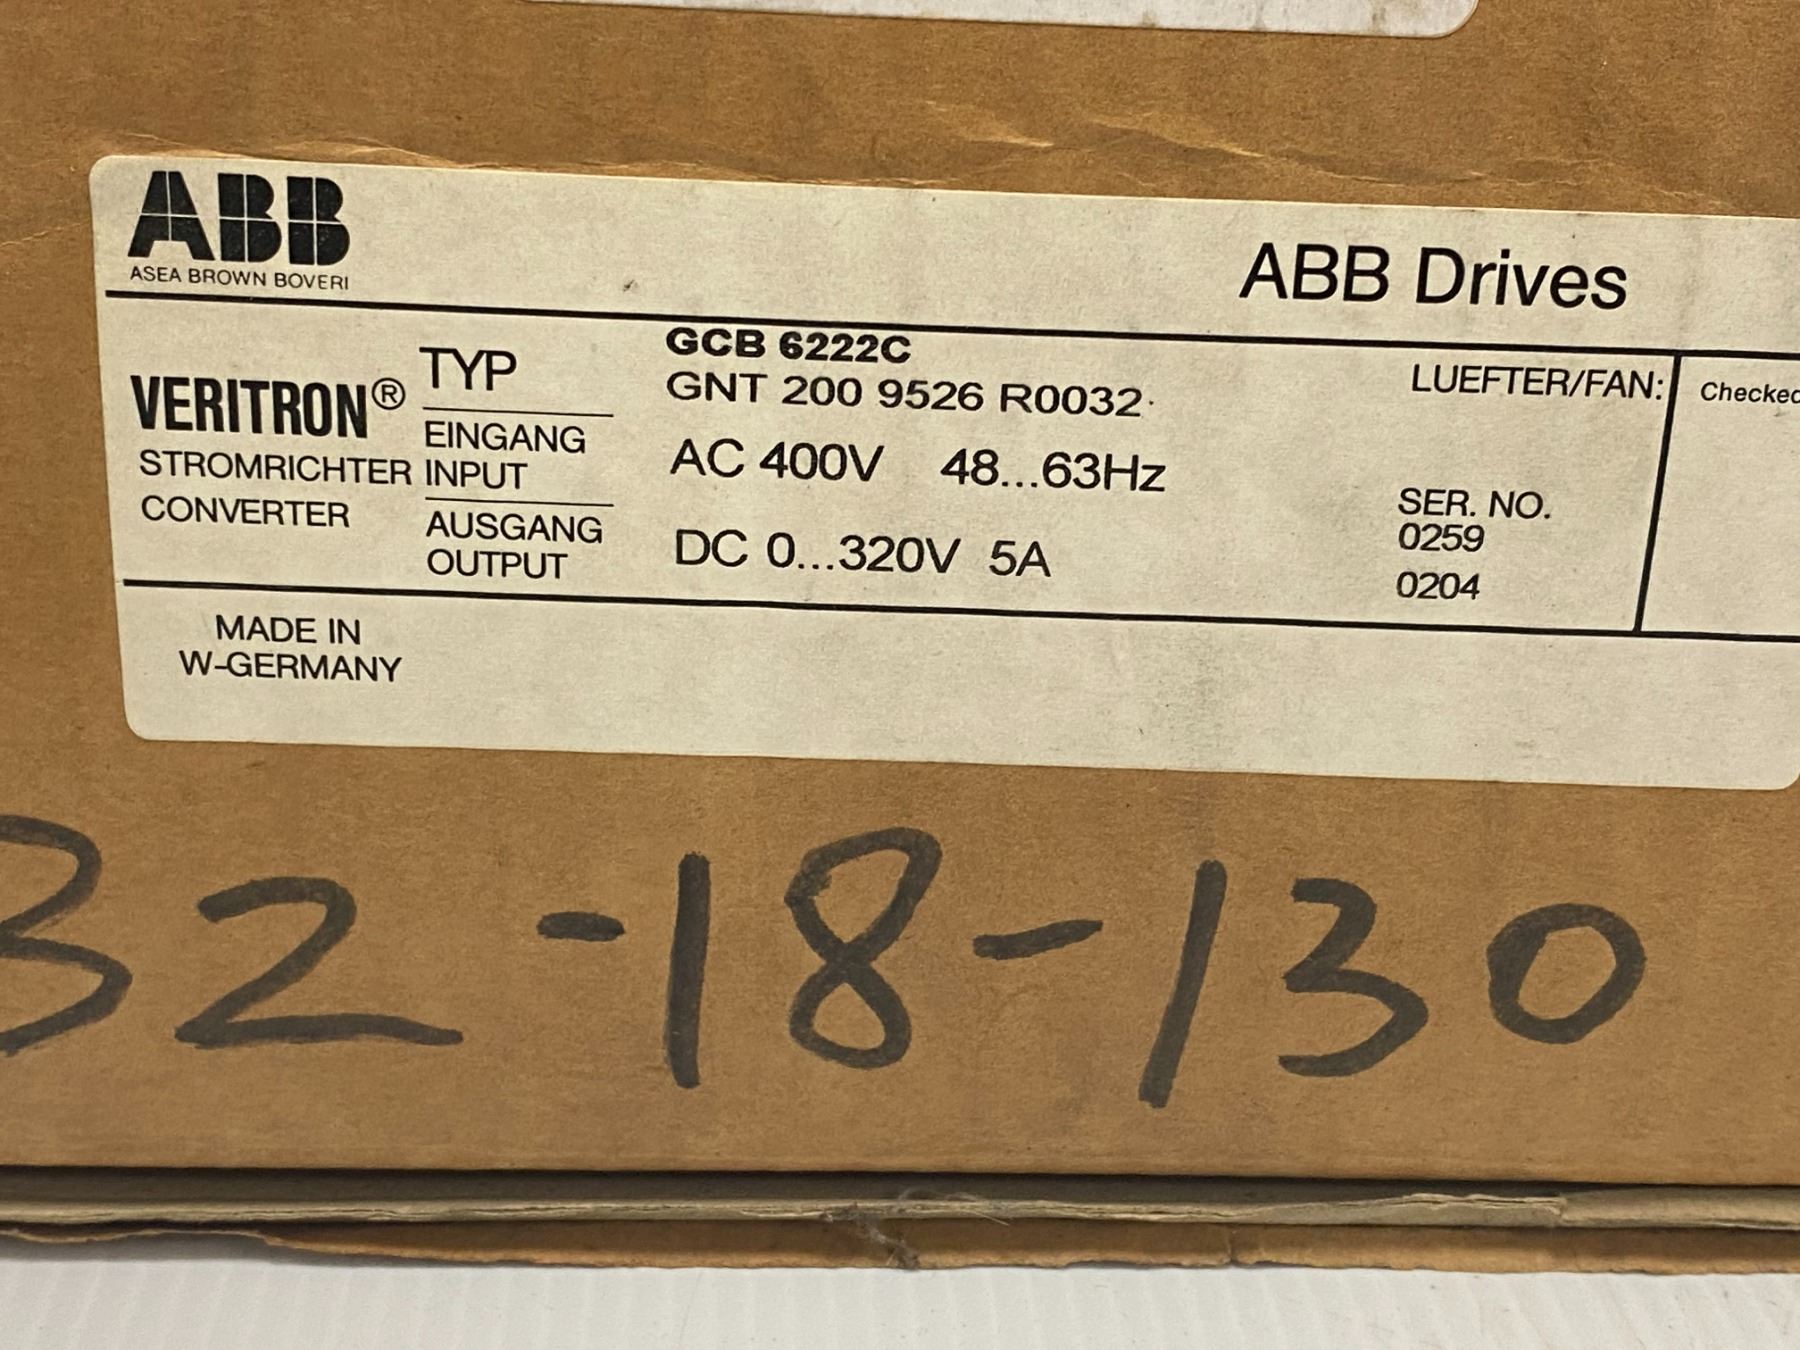 ABB
ASEA BROWN BOVERI
ABB Drives
VERITRON®
STROMRICHTER
CONVERTER
TYP
GCB 6222C
GNT 200 9526 R0032
EINGANG
INPUT
AC 400V 48...63Hz
AUSGANG
OUTPUT
DC 0...320V 5A
LUEFTER/FAN:
SER. NO.
0259
0204
Checked
MADE IN
W-GERMANY
32-18-130